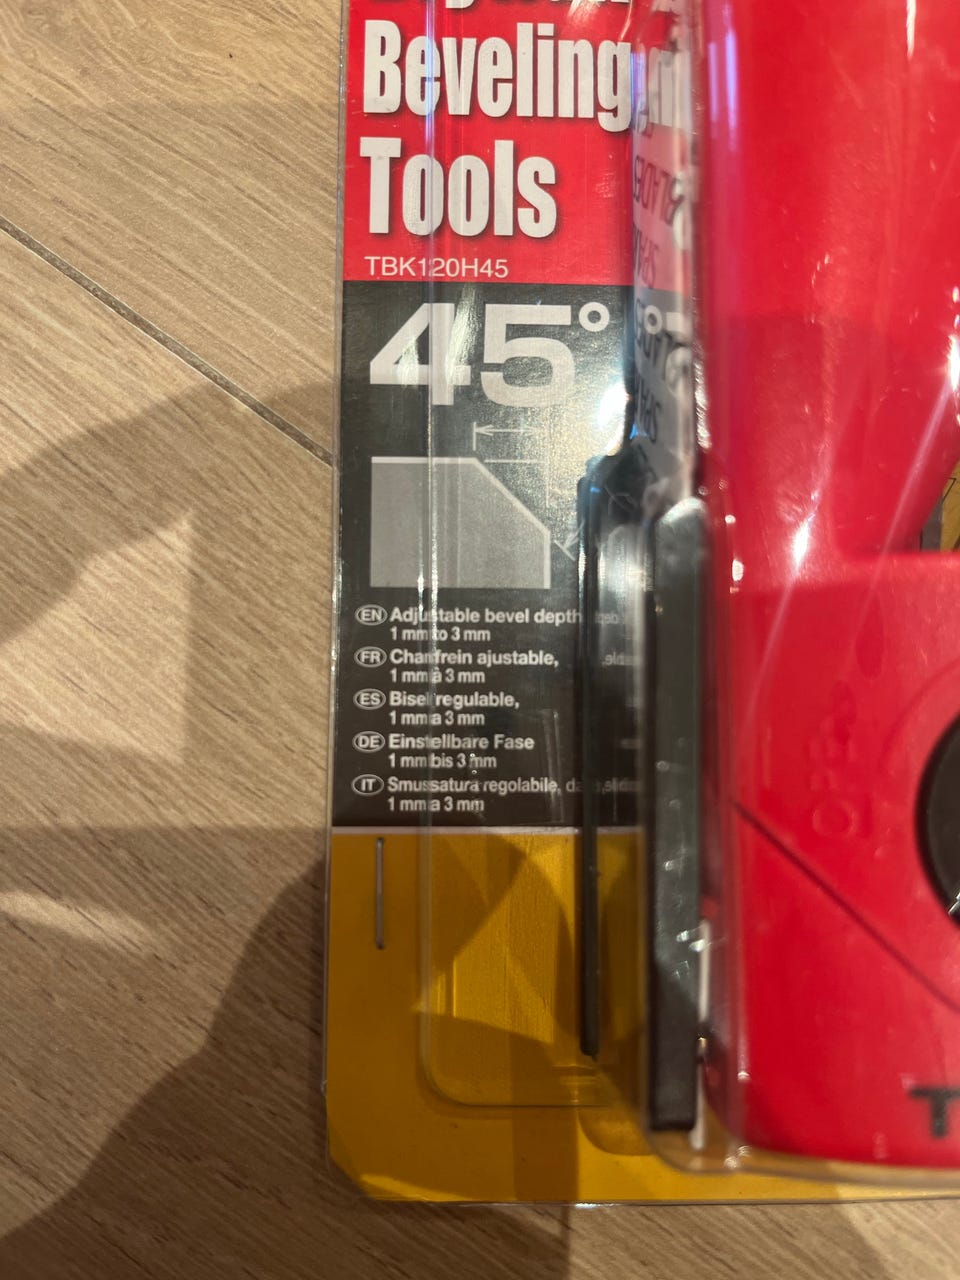 Beveling
Tools
TBK120H45
45°
EN Adjustable bevel depth
1 mm to 3 mm
FR Chanfrein ajustable,
1 mm à 3 mm
ES Bisel regulable,
1 mm a 3 mm
DE Einstellbare Fase
1 mm bis 3 mm
IT Smussatura regolabile, da
1 mm a 3 mm